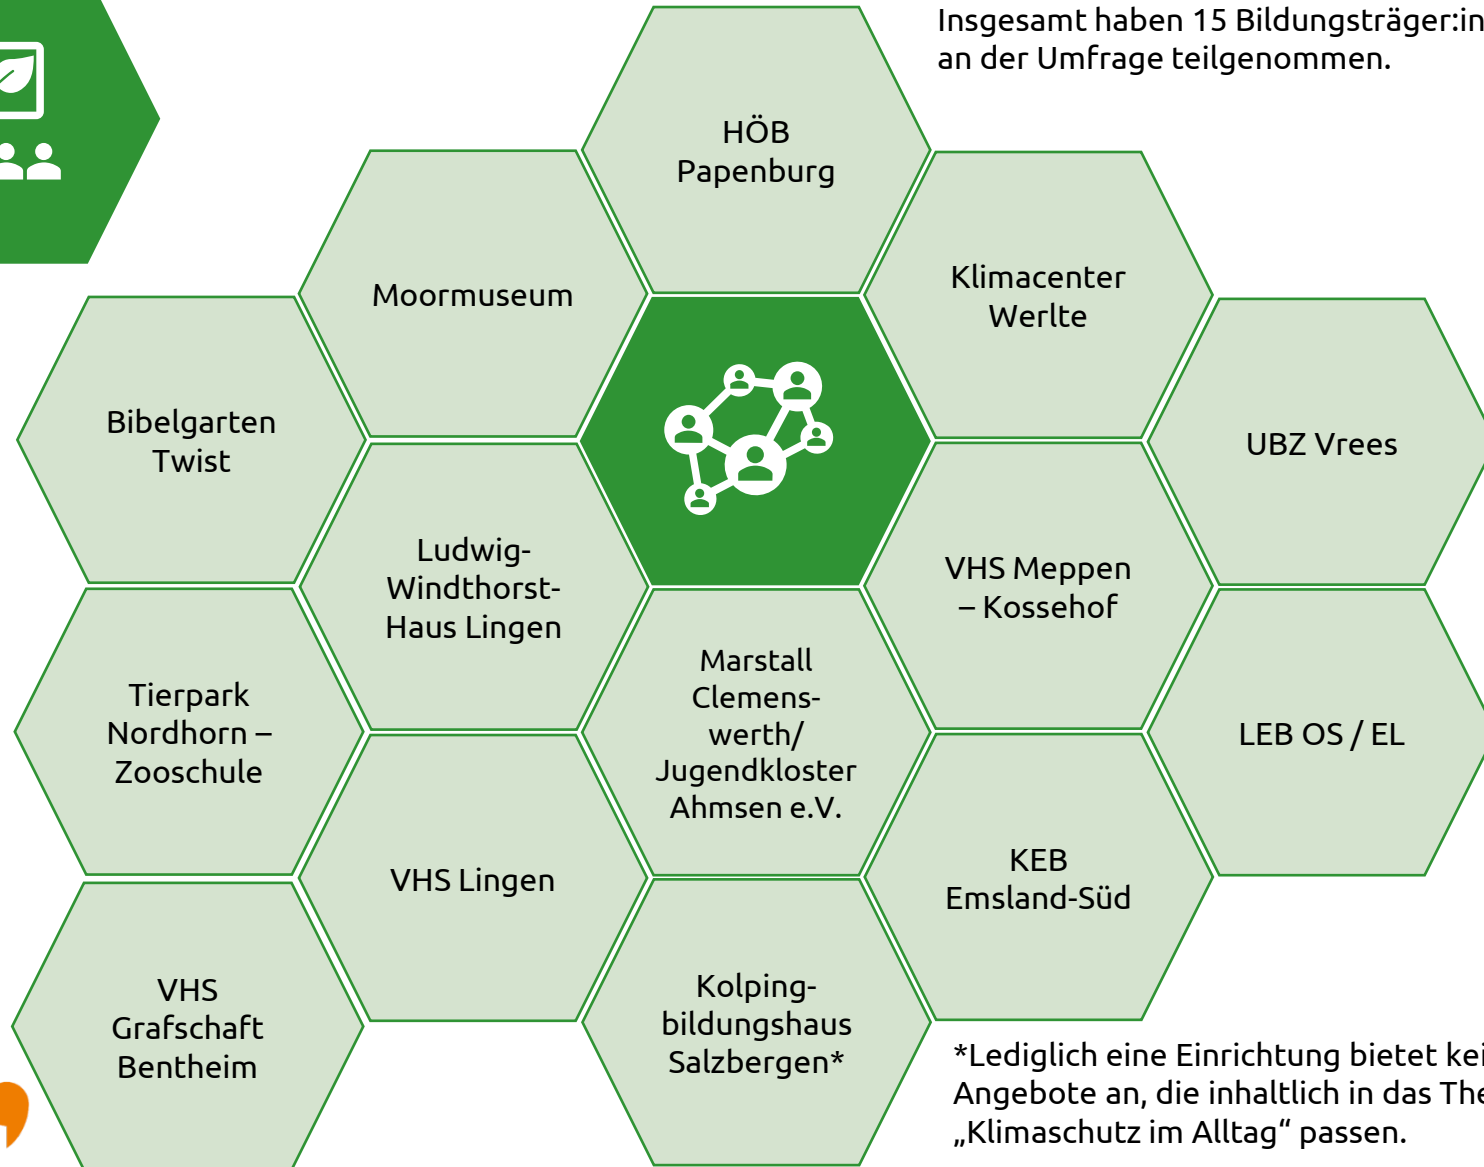 Insgesamt haben 15 Bildungsträger:in
an der Umfrage teilgenommen.
HÖB
Papenburg
Moormuseum
Klimacenter
Werlte
Bibelgarten
Twist
UBZ Vrees
Ludwig-
Windthorst-
Haus Lingen
VHS Meppen
– Kossehof
Tierpark
Nordhorn –
Zooschule
Marstall
Clemens-
werth/
Jugendkloster
Ahmsen e.V.
LEB OS / EL
VHS Lingen
KEB
Emsland-Süd
VHS
Grafschaft
Bentheim
Kolping-
bildungshaus
Salzbergen*
*Lediglich eine Einrichtung bietet kei
Angebote an, die inhaltlich in das The
„Klimaschutz im Alltag“ passen.